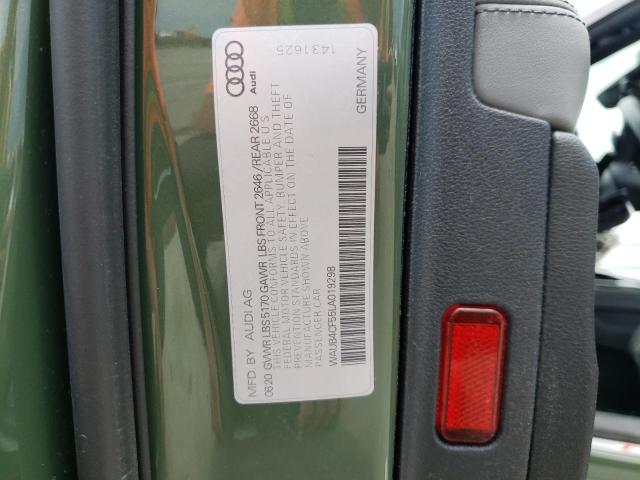 MFD. BY AUDI AG
0620 GVWR LBS 5170 GAWR LBS FRONT 2646/REAR 2668
THIS VEHICLE CONFORMS TO ALL APPLICABLE U.S.
FEDERAL MOTOR VEHICLE SAFETY, BUMPER AND THEFT
PREVENTION STANDARDS IN EFFECT ON THE DATE OF
MANUFACTURE SHOWN ABOVE.
PASSENGER CAR
WAUB4CF55LA019298
GERMANY
Audi
1431625